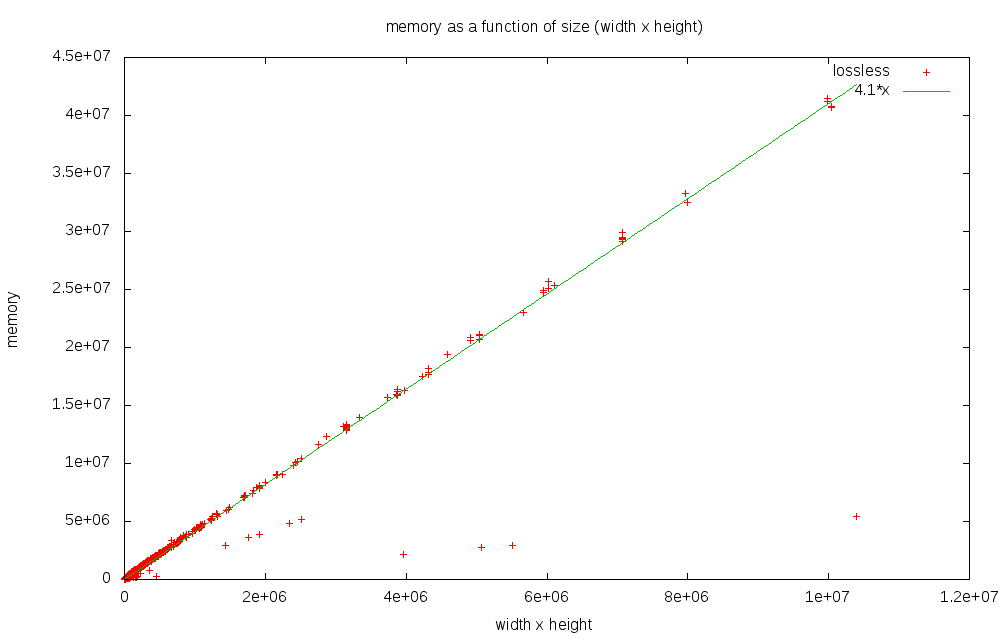 memory as a function of size (width x height)
4.5e+07
4e+07
3.5e+07
3e+07
2.5e+07
2e+07
1.5e+07
1e+07
5e+06
0
memory
lossless
4.1*x
0 2e+06 4e+06 6e+06 8e+06 1e+07 1.2e+07
width x height